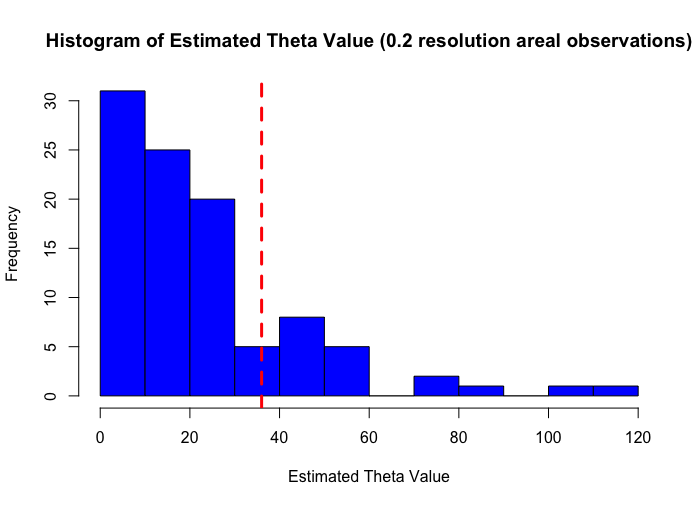 Histogram of Estimated Theta Value (0.2 resolution areal observations)
Frequency
30
25
20
15
10
5
0
0 20 40 60 80 100 120
Estimated Theta Value